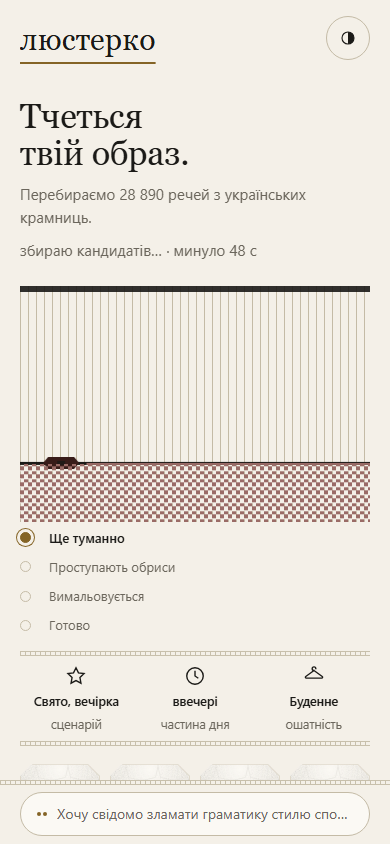 люстерко
Тчеться
твій образ.
Перебираємо 28 890 речей з українських
крамниць.
збираю кандидатів... · минуло 48 с
Ще туманно
Проступають обриси
Вимальовується
Готово
Свято, вечірка
сценарій
ввечері
частина дня
Буденне
ошатність
Хочу свідомо зламати граматику стилю спо...